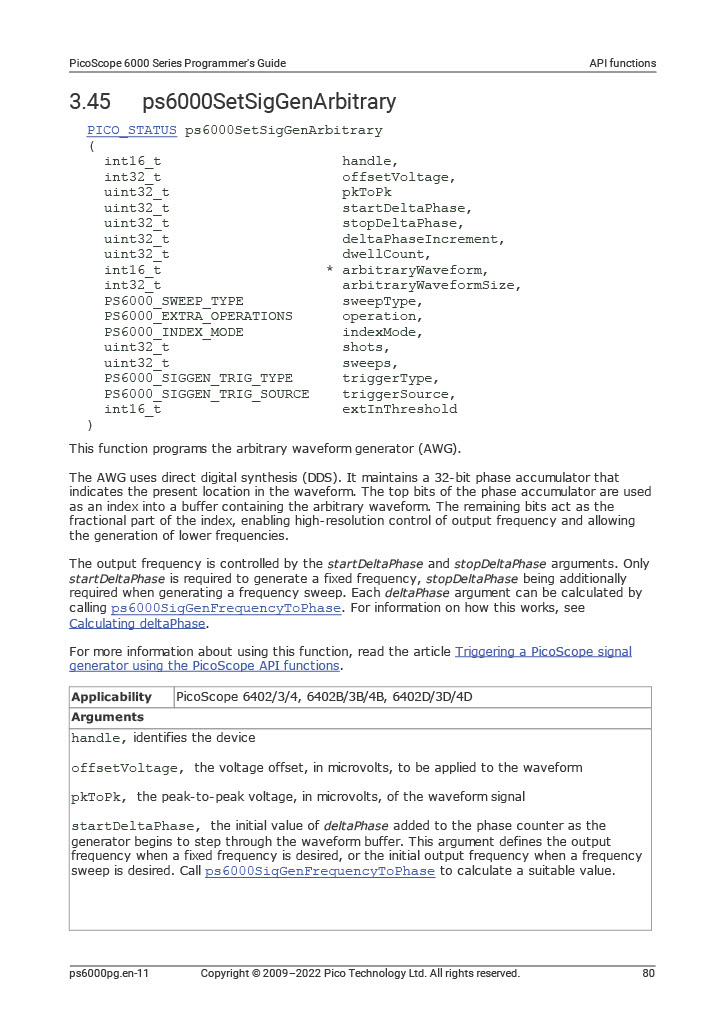 PicoScope 6000 Series Programmer's Guide API functions
3.45 ps6000SetSigGenArbitrary
PICO_STATUS ps6000SetSigGenArbitrary
(
int16_t handle,
int32_t offsetVoltage,
uint32_t pkToPk
uint32_t startDeltaPhase,
uint32_t stopDeltaPhase,
uint32_t deltaPhaseIncrement,
uint32_t dwellCount,
int16_t * arbitraryWaveform,
int32_t arbitraryWaveformSize,
PS6000_SWEEP_TYPE sweepType,
PS6000_EXTRA_OPERATIONS operation,
PS6000_INDEX_MODE indexMode,
uint32_t shots,
uint32_t sweeps,
PS6000_SIGGEN_TRIG_TYPE triggerType,
PS6000_SIGGEN_TRIG_SOURCE triggerSource,
int16_t extInThreshold
)
This function programs the arbitrary waveform generator (AWG).
The AWG uses direct digital synthesis (DDS). It maintains a 32-bit phase accumulator that
indicates the present location in the waveform. The top bits of the phase accumulator are used
as an index into a buffer containing the arbitrary waveform. The remaining bits act as the
fractional part of the index, enabling high-resolution control of output frequency and allowing
the generation of lower frequencies.
The output frequency is controlled by the startDeltaPhase and stopDeltaPhase arguments. Only
startDeltaPhase is required to generate a fixed frequency, stopDeltaPhase being additionally
required when generating a frequency sweep. Each deltaPhase argument can be calculated by
calling ps6000SigGenFrequencyToPhase. For information on how this works, see
Calculating deltaPhase.
For more information about using this function, read the article Triggering a PicoScope signal
generator using the PicoScope API functions.
Applicability PicoScope 6402/3/4, 6402B/3B/4B, 6402D/3D/4D
Arguments
handle, identifies the device
offsetVoltage, the voltage offset, in microvolts, to be applied to the waveform
pkToPk, the peak-to-peak voltage, in microvolts, of the waveform signal
startDeltaPhase, the initial value of deltaPhase added to the phase counter as the
generator begins to step through the waveform buffer. This argument defines the output
frequency when a fixed frequency is desired, or the initial output frequency when a frequency
sweep is desired. Call ps6000SigGenFrequencyToPhase to calculate a suitable value.
ps6000pg.en-11 Copyright © 2009–2022 Pico Technology Ltd. All rights reserved. 80